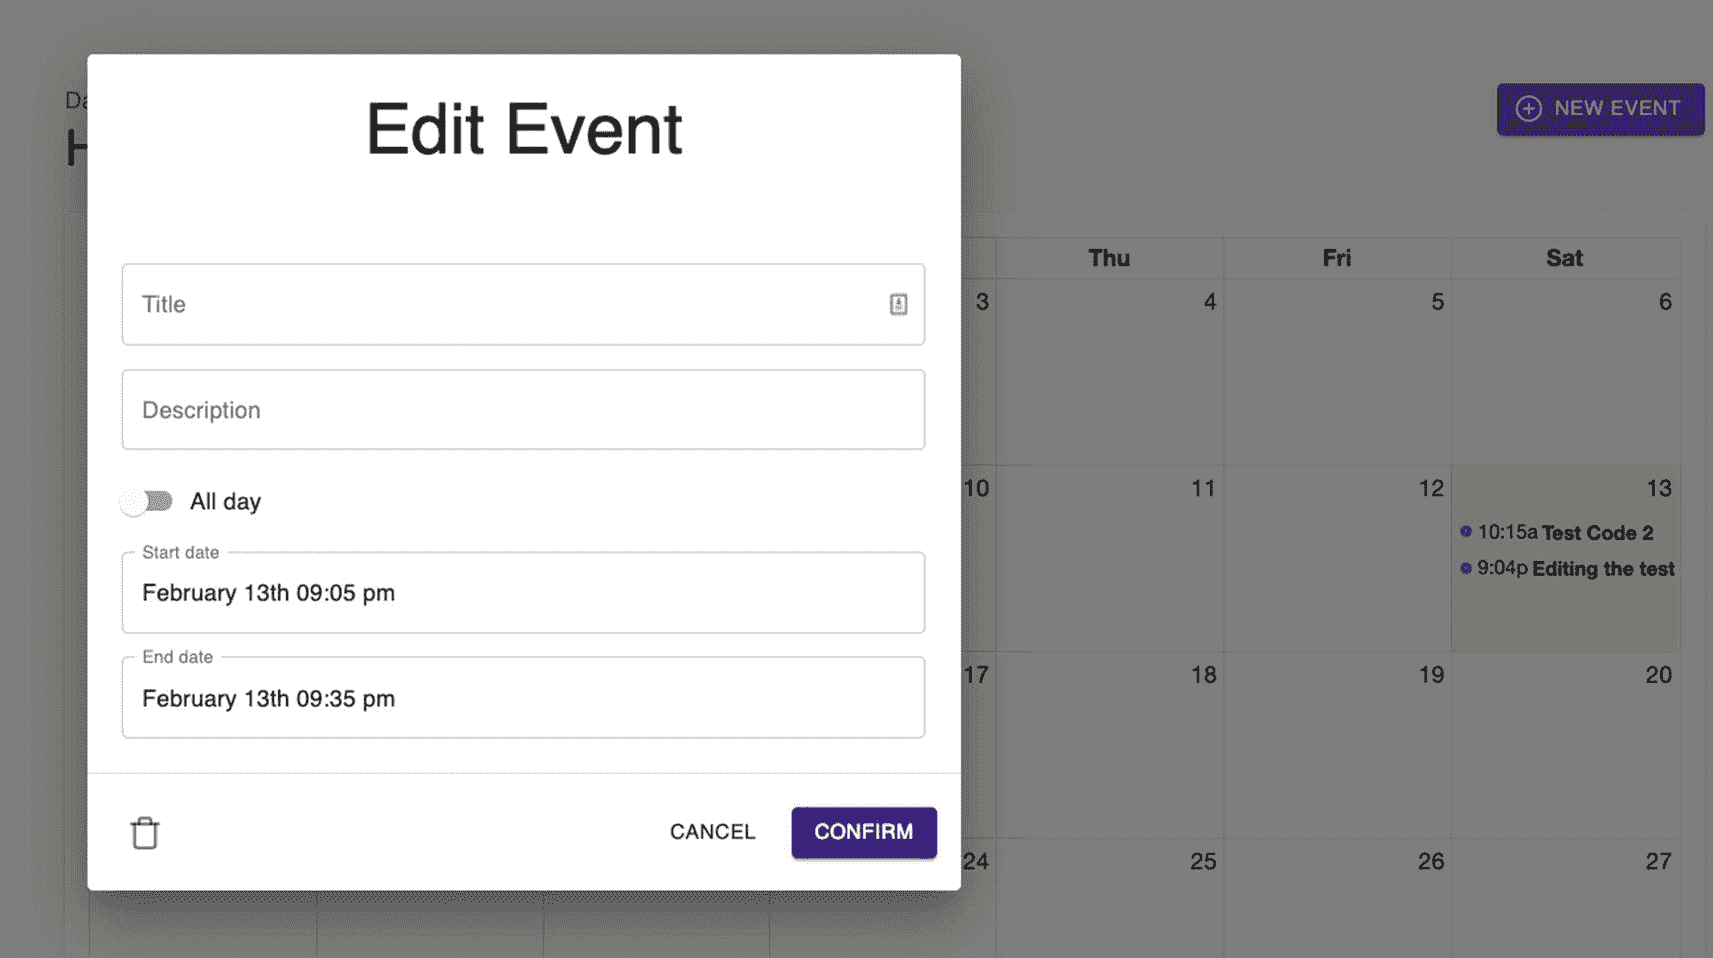 Edit Event
NEW EVENT
Title
Description
All day
Start date
February 13th 09:05 pm
End date
February 13th 09:35 pm
CANCEL
CONFIRM
Thu Fri Sat
3 4 5 6
10 11 12 13
10:15a Test Code 2
9:04p Editing the test
17 18 19 20
24 25 26 27